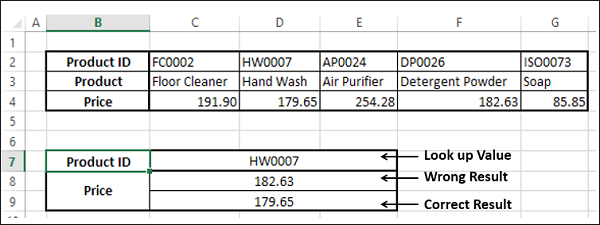 A B C D E F G
1
2 Product ID FC0002 HW0007 AP0024 DP0026 ISO0073
3 Product Floor Cleaner Hand Wash Air Purifier Detergent Powder Soap
4 Price 191.90 179.65 254.28 182.63 85.85
5
6
7 Product ID HW0007 Look up Value
8 Price 182.63 Wrong Result
9 179.65 Correct Result